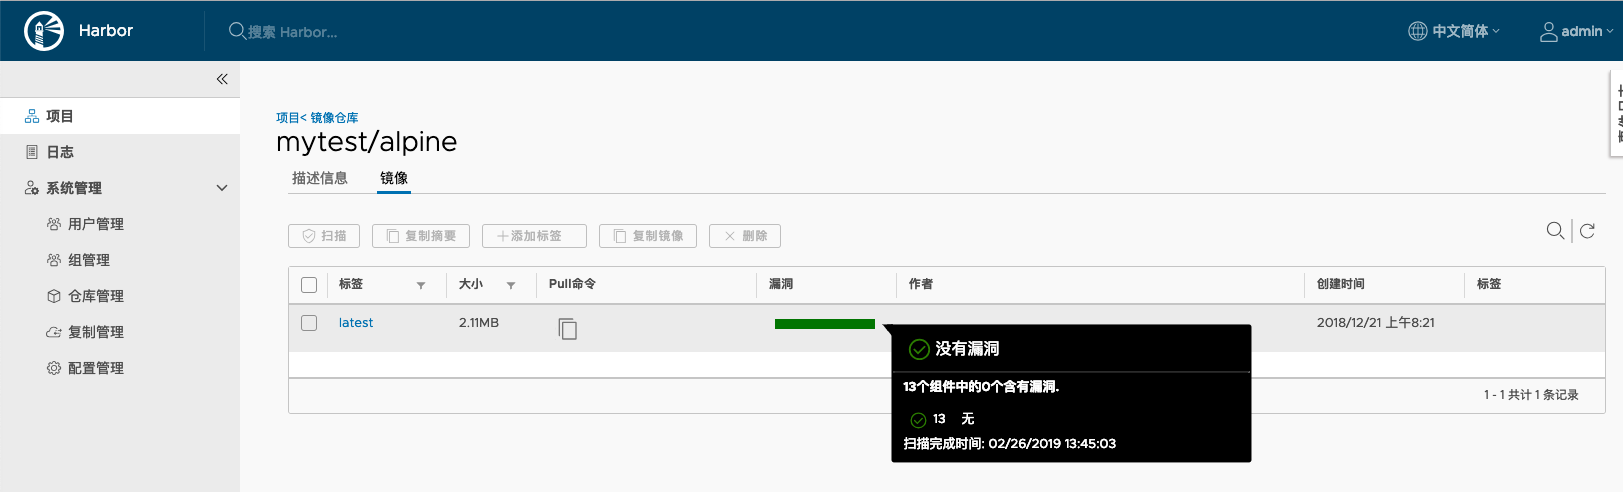 Harbor
搜索 Harbor...
中文简体
admin
项目
日志
系统管理
用户管理
组管理
仓库管理
复制管理
配置管理
项目< 镜像仓库
mytest/alpine
描述信息 镜像
扫描 复制摘要 添加标签 复制镜像 删除
标签 大小 Pull命令 漏洞 作者 创建时间 标签
latest 2.11MB 2018/12/21 上午8:21
没有漏洞
13个组件中的0个含有漏洞.
13 无
扫描完成时间: 02/26/2019 13:45:03
1 - 1 共计 1 条记录